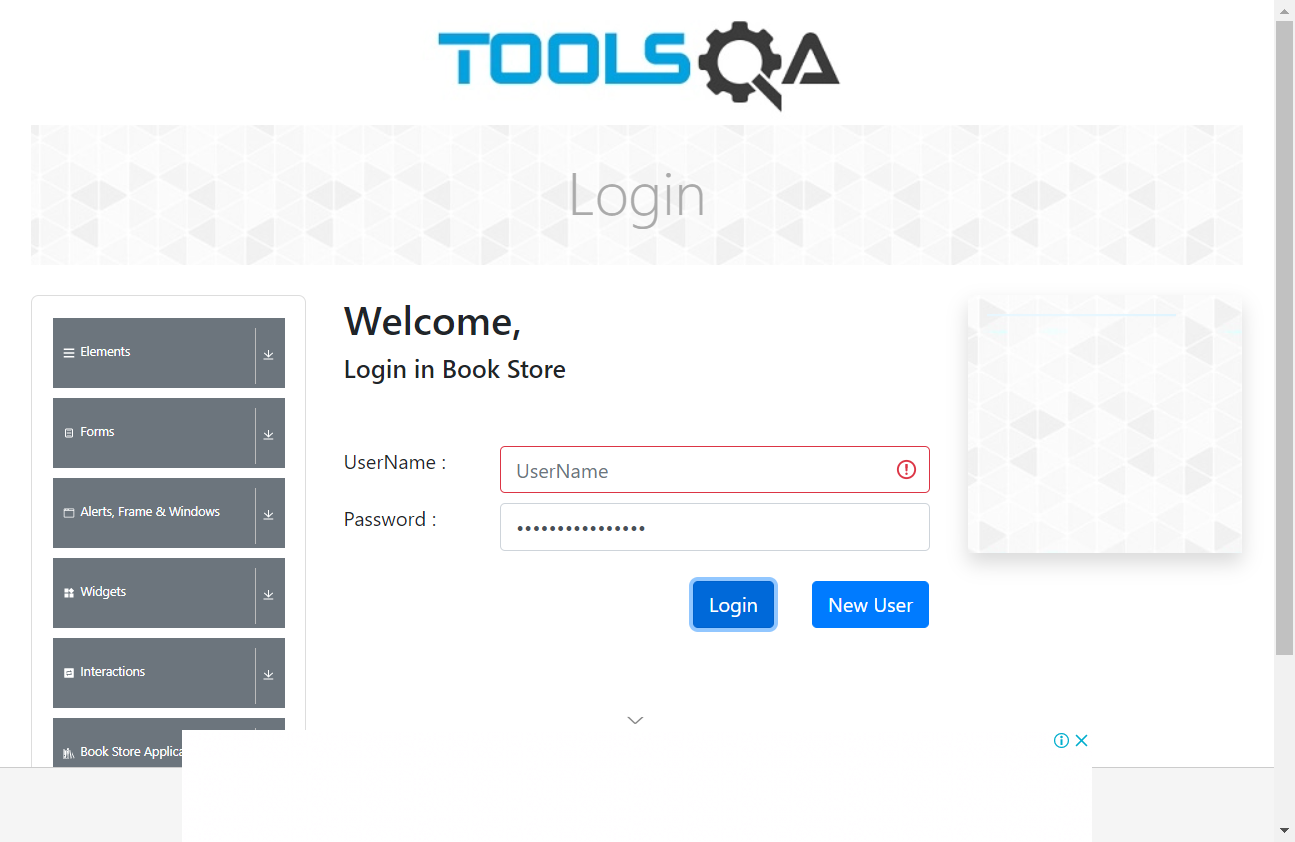 TOOLSQA
Login
Elements
Forms
Alerts, Frame & Windows
Widgets
Interactions
Book Store Applica
Welcome,
Login in Book Store
UserName :
UserName
Password :
••••••••••••••••
Login
New User